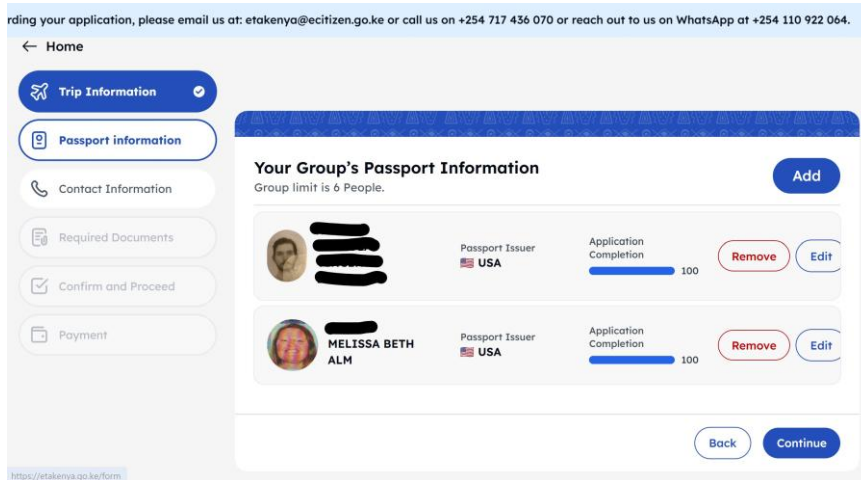 rding your application, please email us at: etakenya@ecitizen.go.ke or call us on +254 717 436 070 or reach out to us on WhatsApp at +254 110 922 064.
← Home
Trip Information
Passport information
Contact Information
Required Documents
Confirm and Proceed
Payment
Your Group's Passport Information
Group limit is 6 People.
Add
Passport Issuer
USA
Application
Completion
100
Remove
Edit
MELISSA BETH
ALM
Passport Issuer
USA
Application
Completion
100
Remove
Edit
Back
Continue
https://etakenya.go.ke/form